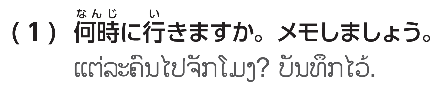 (1) 何時に行きますか。メモしましょう。
ແຕ່ລະຄົນໄປຈັກໂມງ? ບັນທຶກໄວ້.